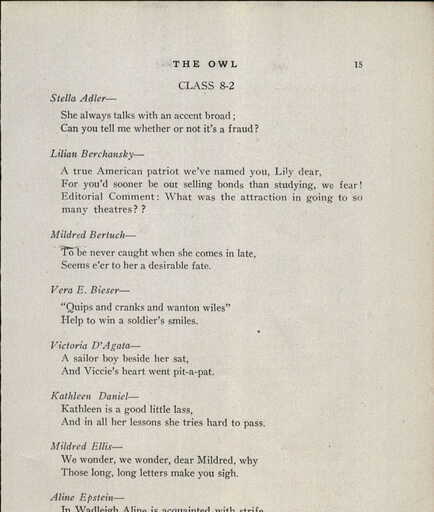 THE OWL 15
CLASS 8-2
Stella Adler—
She always talks with an accent broad;
Can you tell me whether or not it's a fraud?
Lilian Berchansky—
A true American patriot we've named you, Lily dear,
For you'd sooner be out selling bonds than studying, we fear!
Editorial Comment: What was the attraction in going to so
many theatres? ?
Mildred Bertuch—
To be never caught when she comes in late,
Seems e'er to her a desirable fate.
Vera E. Bieser—
"Quips and cranks and wanton wiles"
Help to win a soldier's smiles.
Victoria D'Agata—
A sailor boy beside her sat,
And Viccie's heart went pit-a-pat.
Kathleen Daniel—
Kathleen is a good little lass,
And in all her lessons she tries hard to pass.
Mildred Ellis—
We wonder, we wonder, dear Mildred, why
Those long, long letters make you sigh.
Aline Epstein—
In Wadleigh Aline is acquainted with strife